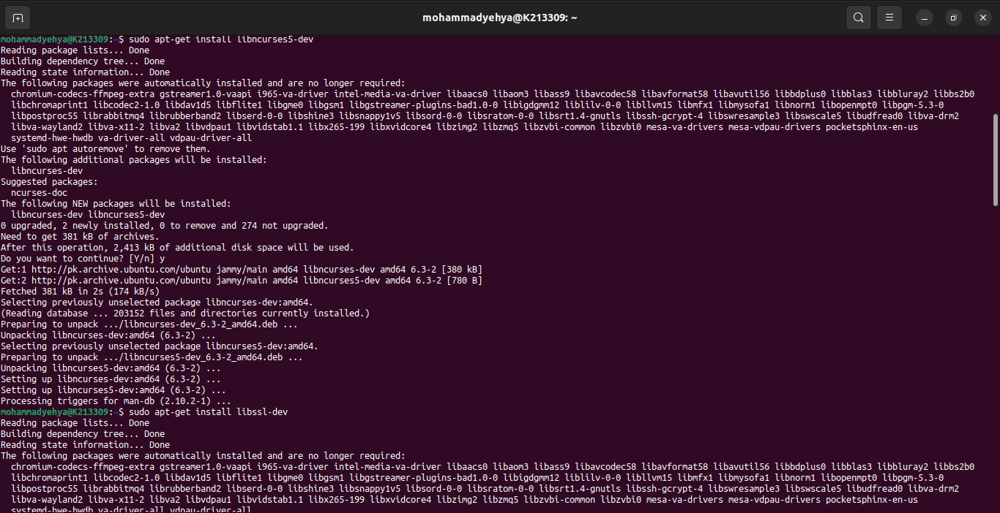 mohammadyehya@K213309: ~
mohammadyehya@K213309:~$ sudo apt-get install libncurses5-dev
Reading package lists... Done
Building dependency tree... Done
Reading state information... Done
The following packages were automatically installed and are no longer required:
  chromium-codecs-ffmpeg-extra gstreamer1.0-vaapi i965-va-driver intel-media-va-driver libaacs0 libaom3 libass9 libavcodec58 libavformat58 libavutil56 libbdplus0 libblas3 libbluray2 libbs2b0
  libchromaprint1 libcodec2-1.0 libdav1d5 libflite1 libgme0 libgsm1 libgstreamer-plugins-bad1.0-0 libigdgmm12 liblilv-0-0 libllvm15 libmfx1 libmysofa1 libnorm1 libopenmpt0 libpgm-5.3-0
  libpostproc55 librabbitmq4 librubberband2 libserd-0-0 libshine3 libsnappy1v5 libsord-0-0 libsratom-0-0 libsrt1.4-gnutls libssh-gcrypt-4 libswresample3 libswscale5 libudfread0 libva-drm2
  libva-wayland2 libva-x11-2 libva2 libvdpau1 libvidstab1.1 libx265-199 libxvidcore4 libzimg2 libzmq5 libzvbi-common libzvbi0 mesa-va-drivers mesa-vdpau-drivers pocketsphinx-en-us
  systemd-hwe-hwdb va-driver-all vdpau-driver-all
Use 'sudo apt autoremove' to remove them.
The following additional packages will be installed:
  libncurses-dev
Suggested packages:
  ncurses-doc
The following NEW packages will be installed:
  libncurses-dev libncurses5-dev
0 upgraded, 2 newly installed, 0 to remove and 274 not upgraded.
Need to get 381 kB of archives.
After this operation, 2,413 kB of additional disk space will be used.
Do you want to continue? [Y/n] y
Get:1 http://pk.archive.ubuntu.com/ubuntu jammy/main amd64 libncurses-dev amd64 6.3-2 [380 kB]
Get:2 http://pk.archive.ubuntu.com/ubuntu jammy/main amd64 libncurses5-dev amd64 6.3-2 [780 B]
Fetched 381 kB in 2s (174 kB/s)
Selecting previously unselected package libncurses-dev:amd64.
(Reading database ... 203152 files and directories currently installed.)
Preparing to unpack .../libncurses-dev_6.3-2_amd64.deb ...
Unpacking libncurses-dev:amd64 (6.3-2) ...
Selecting previously unselected package libncurses5-dev:amd64.
Preparing to unpack .../libncurses5-dev_6.3-2_amd64.deb ...
Unpacking libncurses5-dev:amd64 (6.3-2) ...
Setting up libncurses-dev:amd64 (6.3-2) ...
Setting up libncurses5-dev:amd64 (6.3-2) ...
Processing triggers for man-db (2.10.2-1) ...
mohammadyehya@K213309:~$ sudo apt-get install libssl-dev
Reading package lists... Done
Building dependency tree... Done
Reading state information... Done
The following packages were automatically installed and are no longer required:
  chromium-codecs-ffmpeg-extra gstreamer1.0-vaapi i965-va-driver intel-media-va-driver libaacs0 libaom3 libass9 libavcodec58 libavformat58 libavutil56 libbdplus0 libblas3 libbluray2 libbs2b0
  libchromaprint1 libcodec2-1.0 libdav1d5 libflite1 libgme0 libgsm1 libgstreamer-plugins-bad1.0-0 libigdgmm12 liblilv-0-0 libllvm15 libmfx1 libmysofa1 libnorm1 libopenmpt0 libpgm-5.3-0
  libpostproc55 librabbitmq4 librubberband2 libserd-0-0 libshine3 libsnappy1v5 libsord-0-0 libsratom-0-0 libsrt1.4-gnutls libssh-gcrypt-4 libswresample3 libswscale5 libudfread0 libva-drm2
  libva-wayland2 libva-x11-2 libva2 libvdpau1 libvidstab1.1 libx265-199 libxvidcore4 libzimg2 libzmq5 libzvbi-common libzvbi0 mesa-va-drivers mesa-vdpau-drivers pocketsphinx-en-us
  systemd-hwe-hwdb va-driver-all vdpau-driver-all